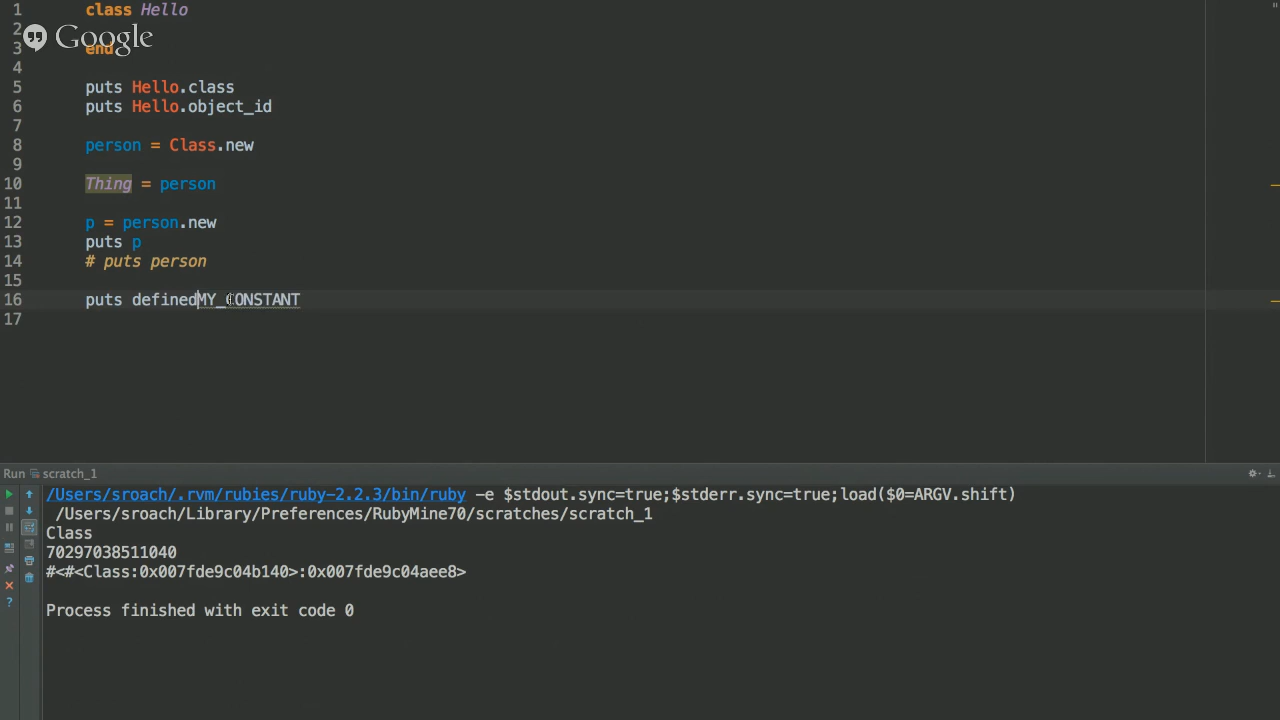 1 class Hello
2
Google
3 end
4
5 puts Hello.class
6 puts Hello.object_id
7
8 person = Class.new
9
10 Thing = person
11
12 p = person.new
13 puts p
14 # puts person
15
16 puts definedMY_CONSTANT
17
Run scratch_1
/Users/sroach/.rvm/rubies/ruby-2.2.3/bin/ruby -e $stdout.sync=true;$stderr.sync=true;load($0=ARGV.shift)
/Users/sroach/Library/Preferences/RubyMine70/scratches/scratch_1
Class
70297038511040
#<#<Class:0x007fde9c04b140>:0x007fde9c04aee8>
Process finished with exit code 0